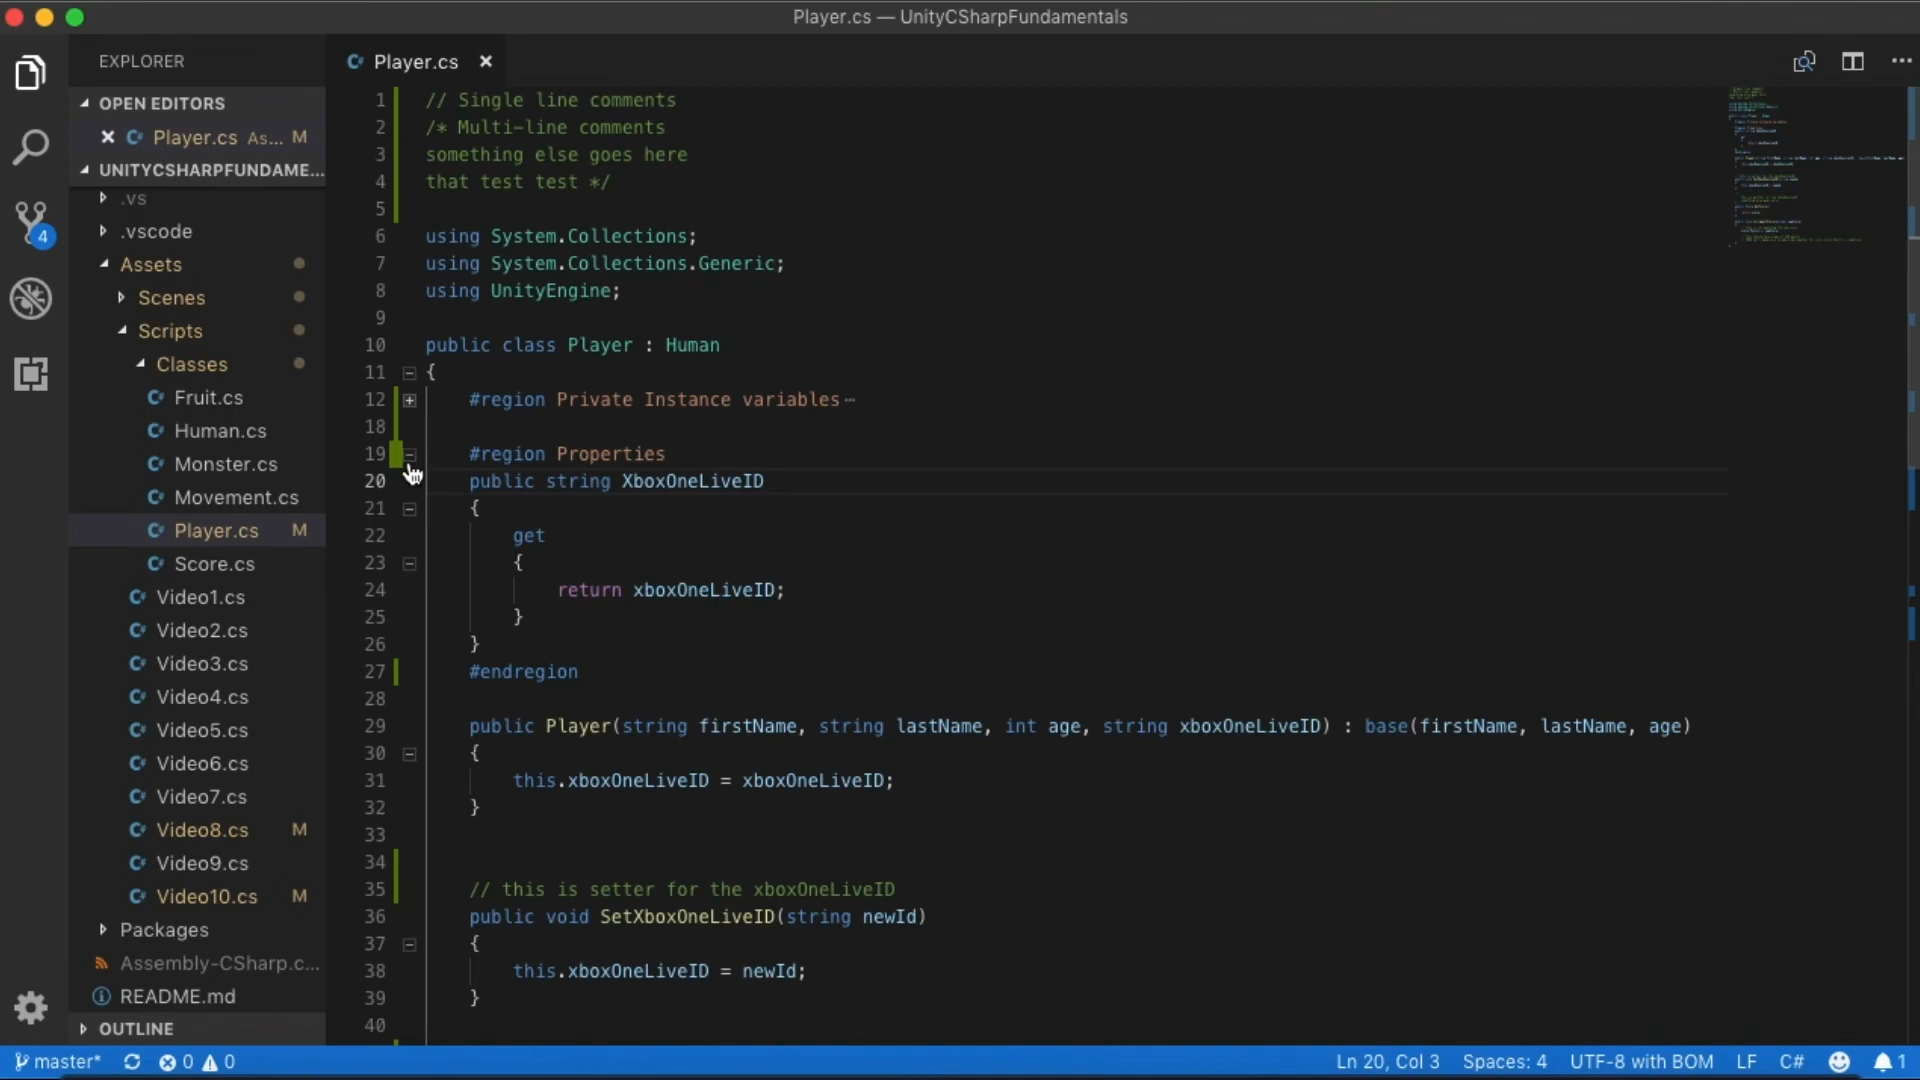 Player.cs — UnityCSharpFundamentals
EXPLORER
OPEN EDITORS
Player.cs As... M
UNITYCSHARPFUNDAME...
.vs
.vscode
Assets
Scenes
Scripts
Classes
Fruit.cs
Human.cs
Monster.cs
Movement.cs
Player.cs M
Score.cs
Video1.cs
Video2.cs
Video3.cs
Video4.cs
Video5.cs
Video6.cs
Video7.cs
Video8.cs M
Video9.cs
Video10.cs M
Packages
Assembly-CSharp.c...
README.md
OUTLINE
4
Player.cs
1 // Single line comments
2 /* Multi-line comments
3 something else goes here
4 that test test */
5
6 using System.Collections;
7 using System.Collections.Generic;
8 using UnityEngine;
9
10 public class Player : Human
11 {
12 #region Private Instance variables…
18
19 #region Properties
20 public string XboxOneLiveID
21 {
22 get
23 {
24 return xboxOneLiveID;
25 }
26 }
27 #endregion
28
29 public Player(string firstName, string lastName, int age, string xboxOneLiveID) : base(firstName, lastName, age)
30 {
31 this.xboxOneLiveID = xboxOneLiveID;
32 }
33
34
35 // this is setter for the xboxOneLiveID
36 public void SetXboxOneLiveID(string newId)
37 {
38 this.xboxOneLiveID = newId;
39 }
40
master* 0 0 Ln 20, Col 3 Spaces: 4 UTF-8 with BOM LF C# 1